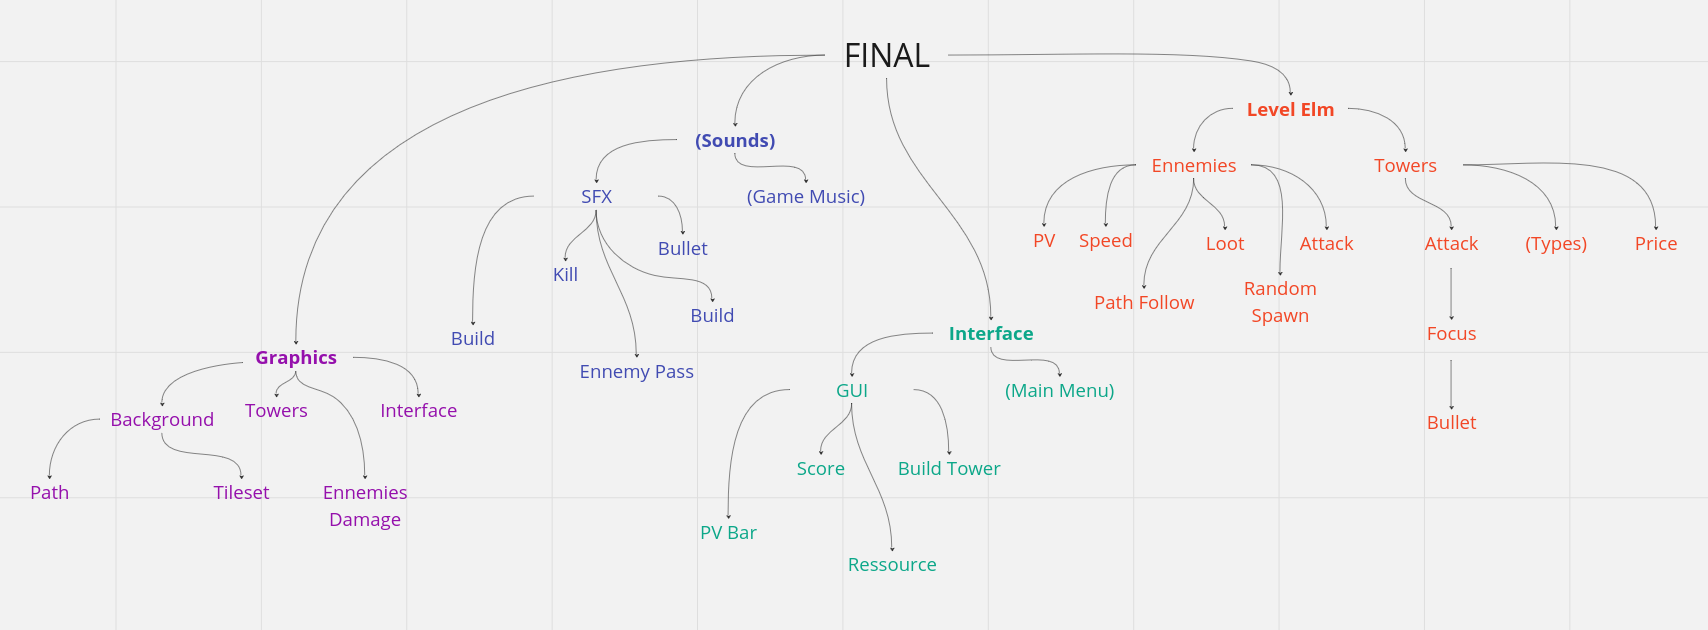 FINAL
Level Elm
(Sounds)
Ennemies
Towers
SFX
(Game Music)
PV
Speed
Loot
Attack
Attack
(Types)
Price
Bullet
Kill
Path Follow
Random
Spawn
Build
Build
Interface
Focus
Graphics
Ennemy Pass
GUI
(Main Menu)
Background
Towers
Interface
Bullet
Score
Build Tower
Path
Tileset
Ennemies
Damage
PV Bar
Ressource